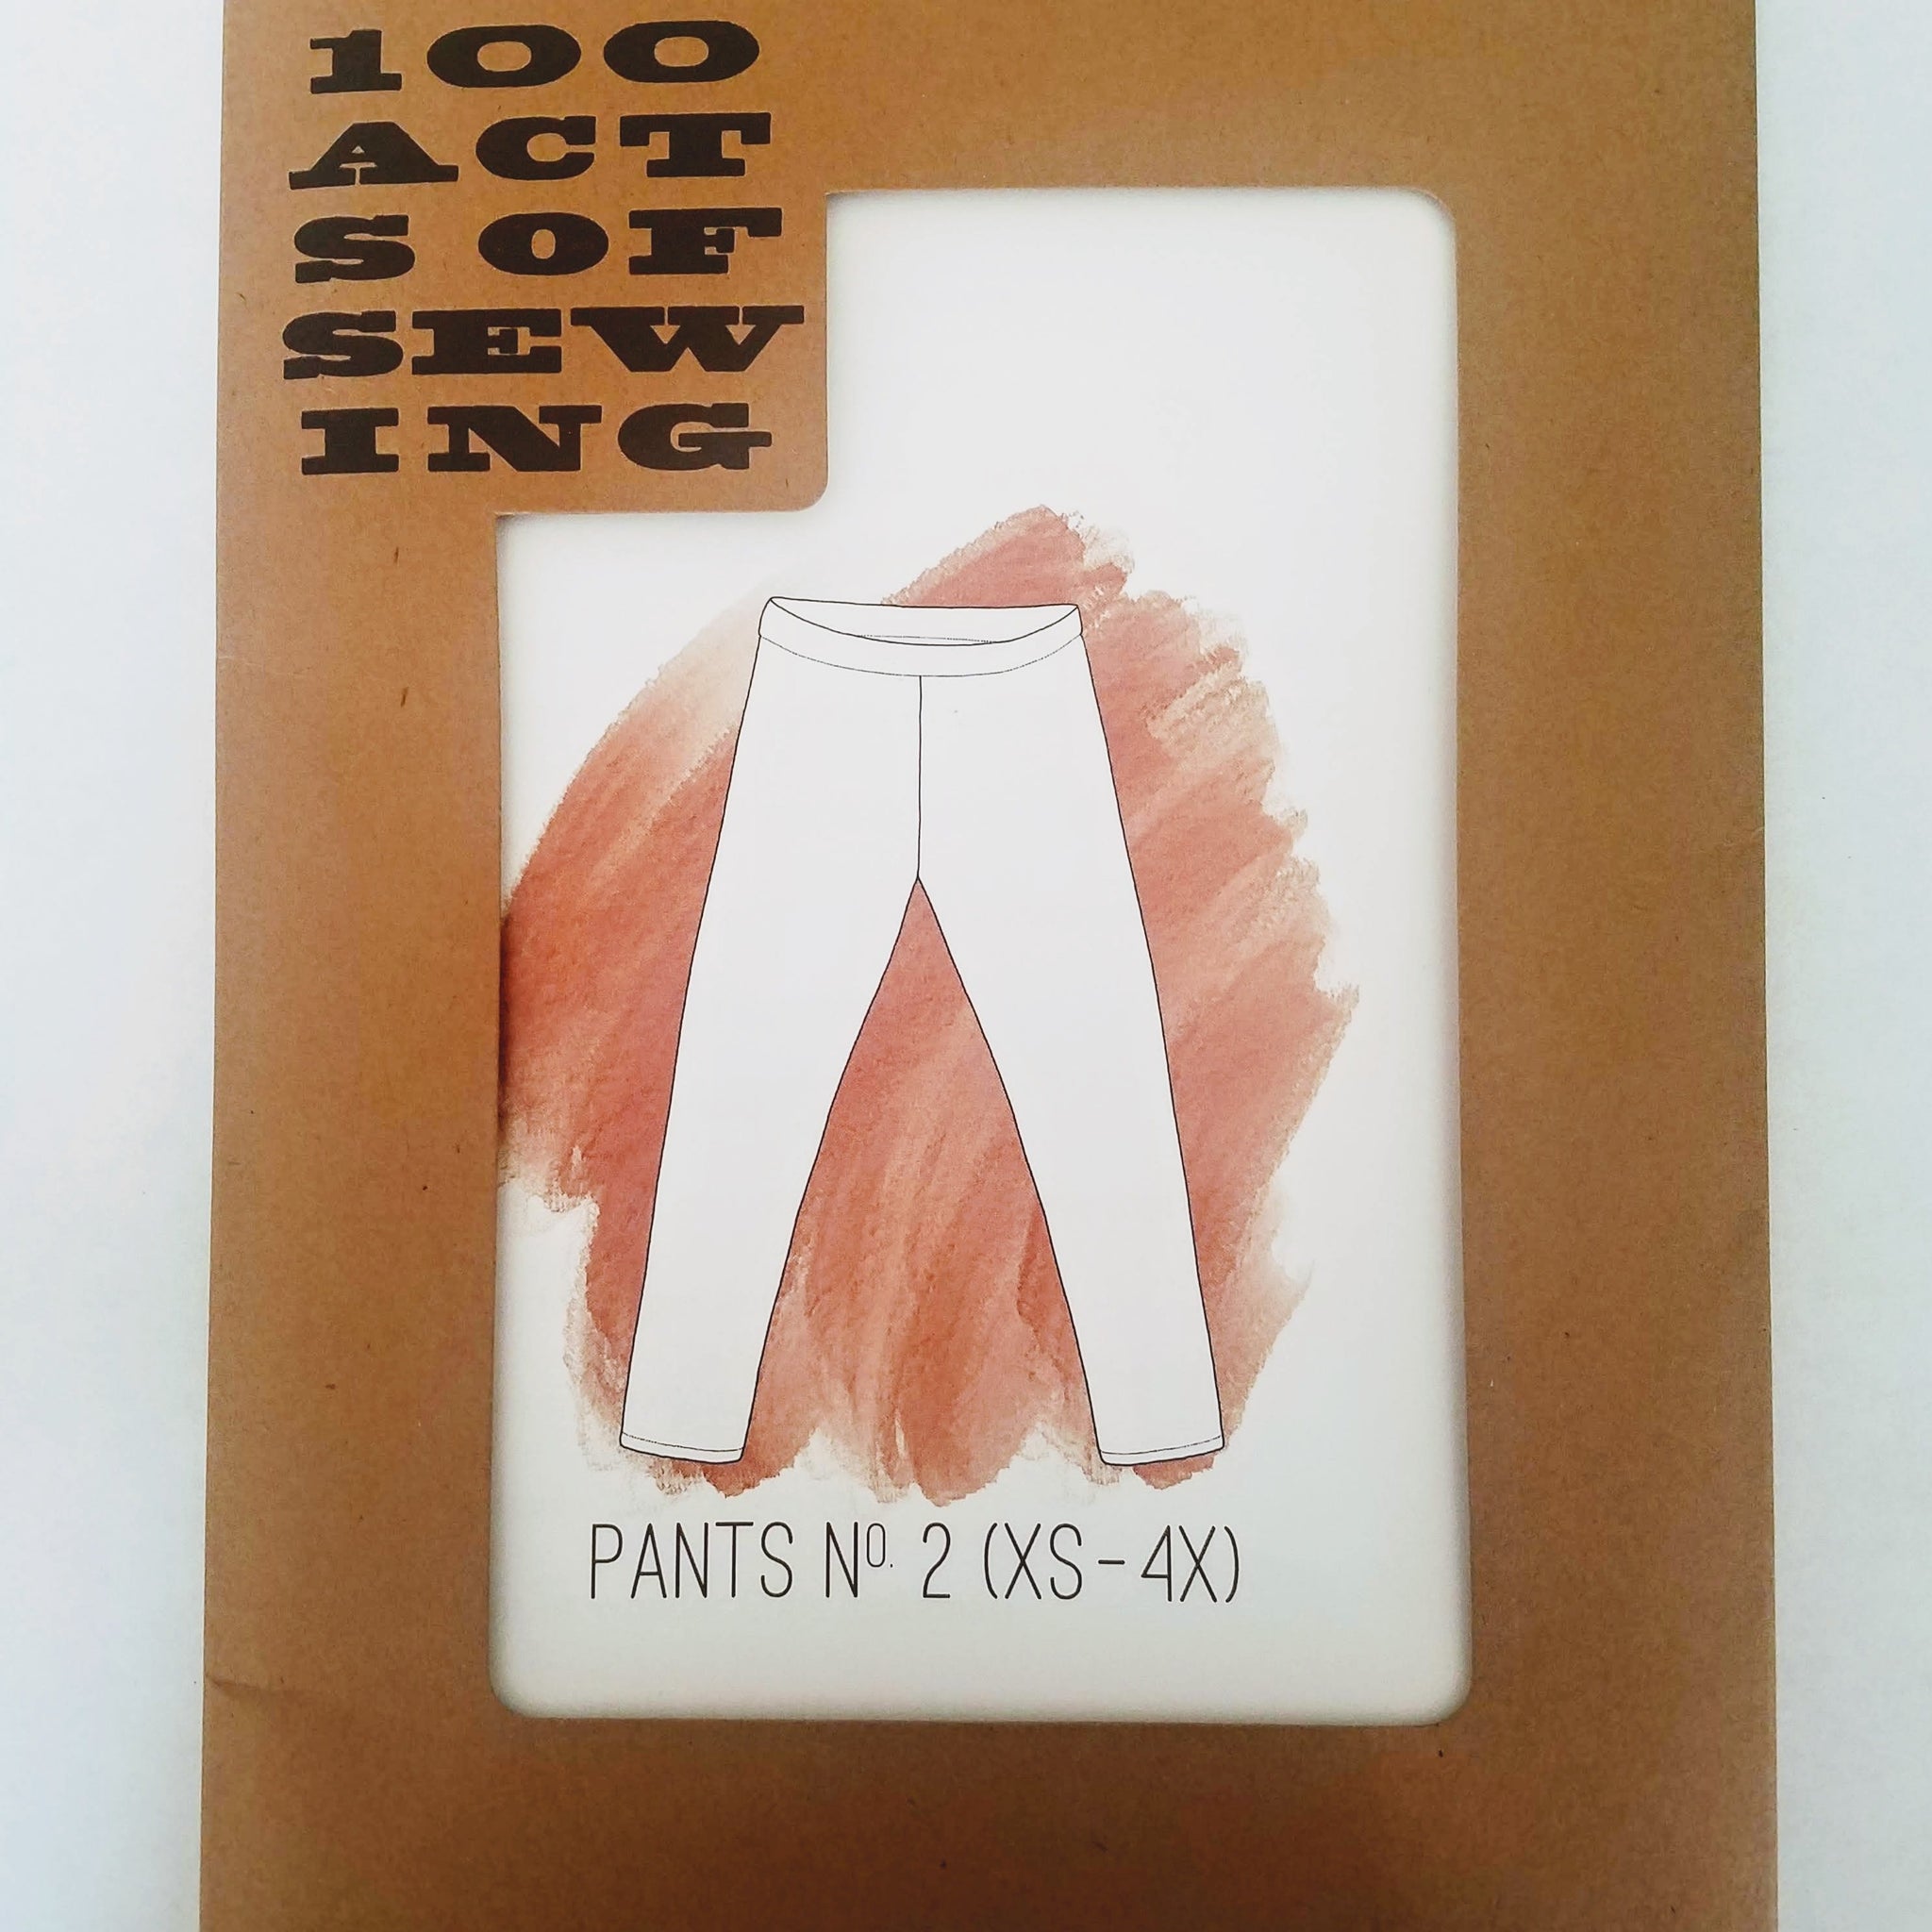 100
ACT
S OF
SEW
ING
PANTS Nº. 2 (XS-4X)